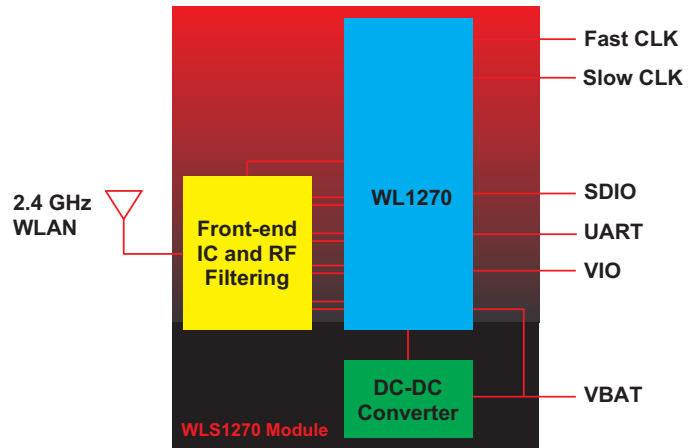 Fast CLK
Slow CLK
2.4 GHz
WLAN
Front-end
IC and RF
Filtering
WL1270
SDIO
UART
VIO
DC-DC
Converter
VBAT
WLS1270 Module